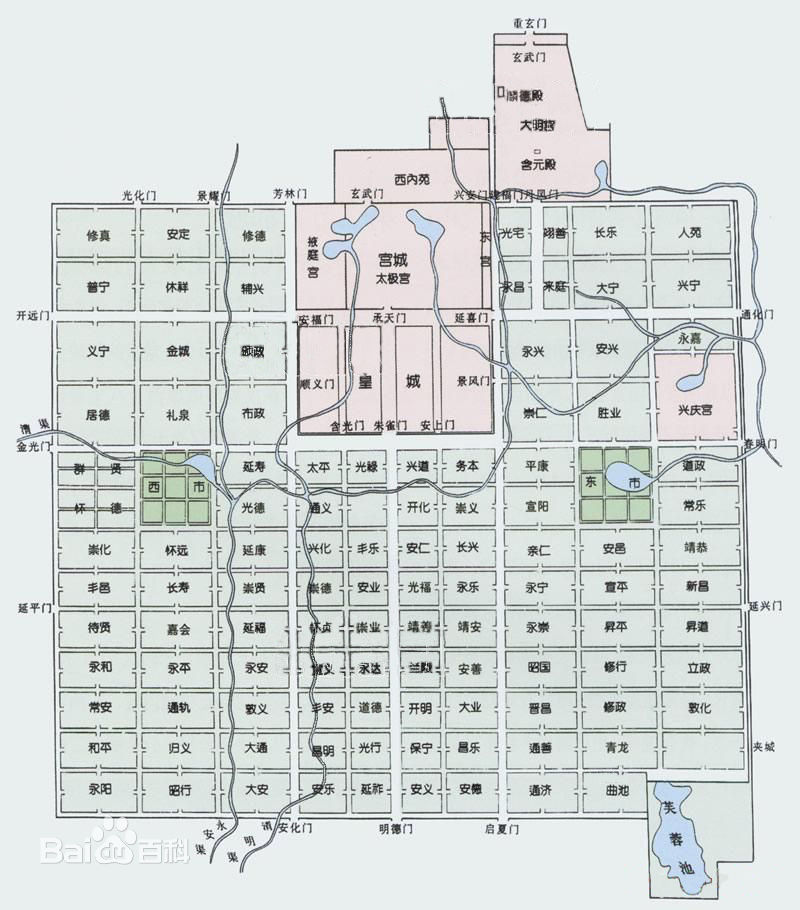 重玄门
玄武门
麟德殿
大明宫
含元殿
西内苑
光化门 景耀门 芳林门 玄武门 兴安门 建福门 丹凤门
修真 安定 修德 掖庭宫 宫城 东宫 光宅 翊善 长乐 人苑
太极宫
普宁 休祥 辅兴 永昌 来庭 大宁 兴宁
开远门 安福门 承天门 延喜门 通化门
义宁 金城 颁政 永兴 安兴 永嘉
顺义门 皇城 景风门
居德 礼泉 布政 崇仁 胜业 兴庆宫
含光门 朱雀门 安上门
漕渠
金光门 春明门
群贤 西市 延寿 太平 光禄 兴道 务本 平康 东市 道政
怀德 光德 通义 开化 崇义 宣阳 常乐
崇化 怀远 延康 兴化 丰乐 安仁 长兴 亲仁 安邑 靖恭
丰邑 长寿 崇贤 崇德 安业 光福 永乐 永宁 宣平 新昌
延平门 延兴门
待贤 嘉会 延福 怀贞 崇业 靖善 靖安 永崇 昇平 昇道
永和 永平 永安 义 永达 兰殿 安善 昭国 修行 立政
常安 通轨 敦义 丰安 道德 开明 大业 晋昌 修政 敦化
和平 归义 大通 昌明 光行 保宁 昌乐 通善 青龙 夹城
永阳 昭行 大安 安乐 延祚 安义 安德 通济 曲池
芙蓉池
永安渠 清明渠 安化门 明德门 启夏门
Baidu百科